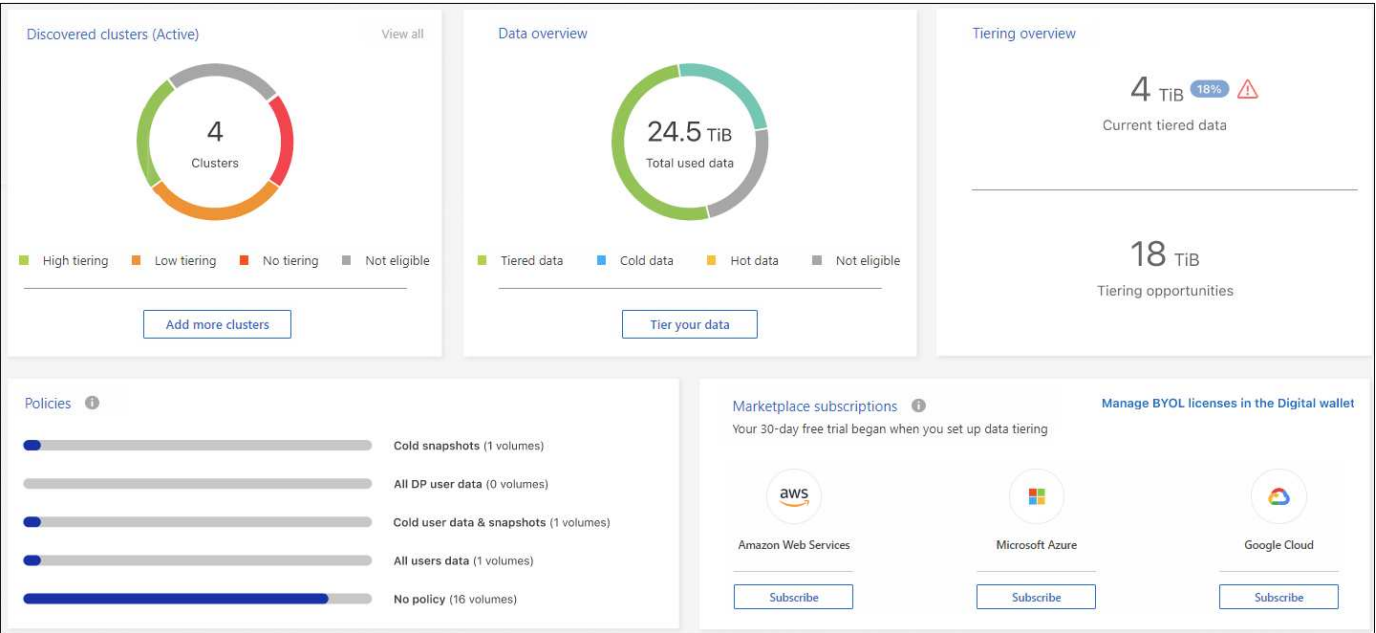 Discovered clusters (Active)
View all
4
Clusters
High tiering
Low tiering
No tiering
Not eligible
Add more clusters
Data overview
24.5 TiB
Total used data
Tiered data
Cold data
Hot data
Not eligible
Tier your data
Tiering overview
4 TiB 18%
Current tiered data
18 TiB
Tiering opportunities
Policies
Cold snapshots (1 volumes)
All DP user data (0 volumes)
Cold user data & snapshots (1 volumes)
All users data (1 volumes)
No policy (16 volumes)
Marketplace subscriptions
Manage BYOL licenses in the Digital wallet
Your 30-day free trial began when you set up data tiering
aws
Amazon Web Services
Subscribe
Microsoft Azure
Subscribe
Google Cloud
Subscribe